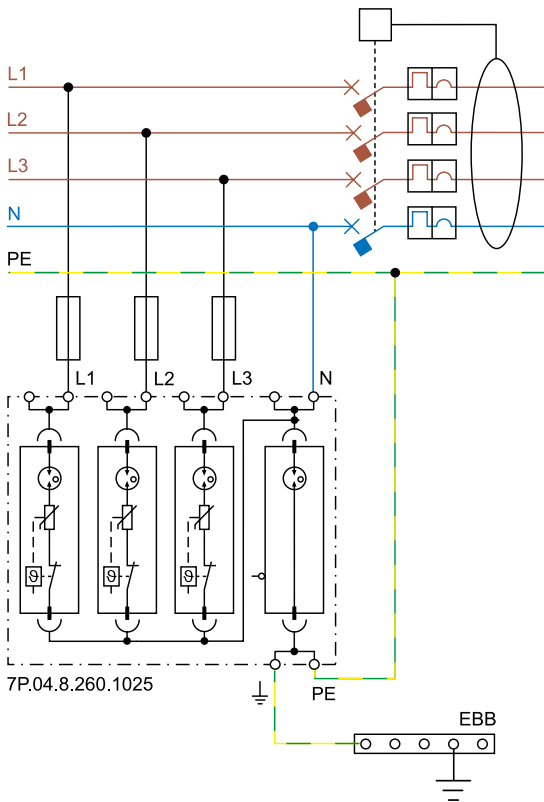 L1
L2
L3
N
PE
L1 L2 L3 N
ϑ ϑ ϑ
7P.04.8.260.1025
PE
EBB